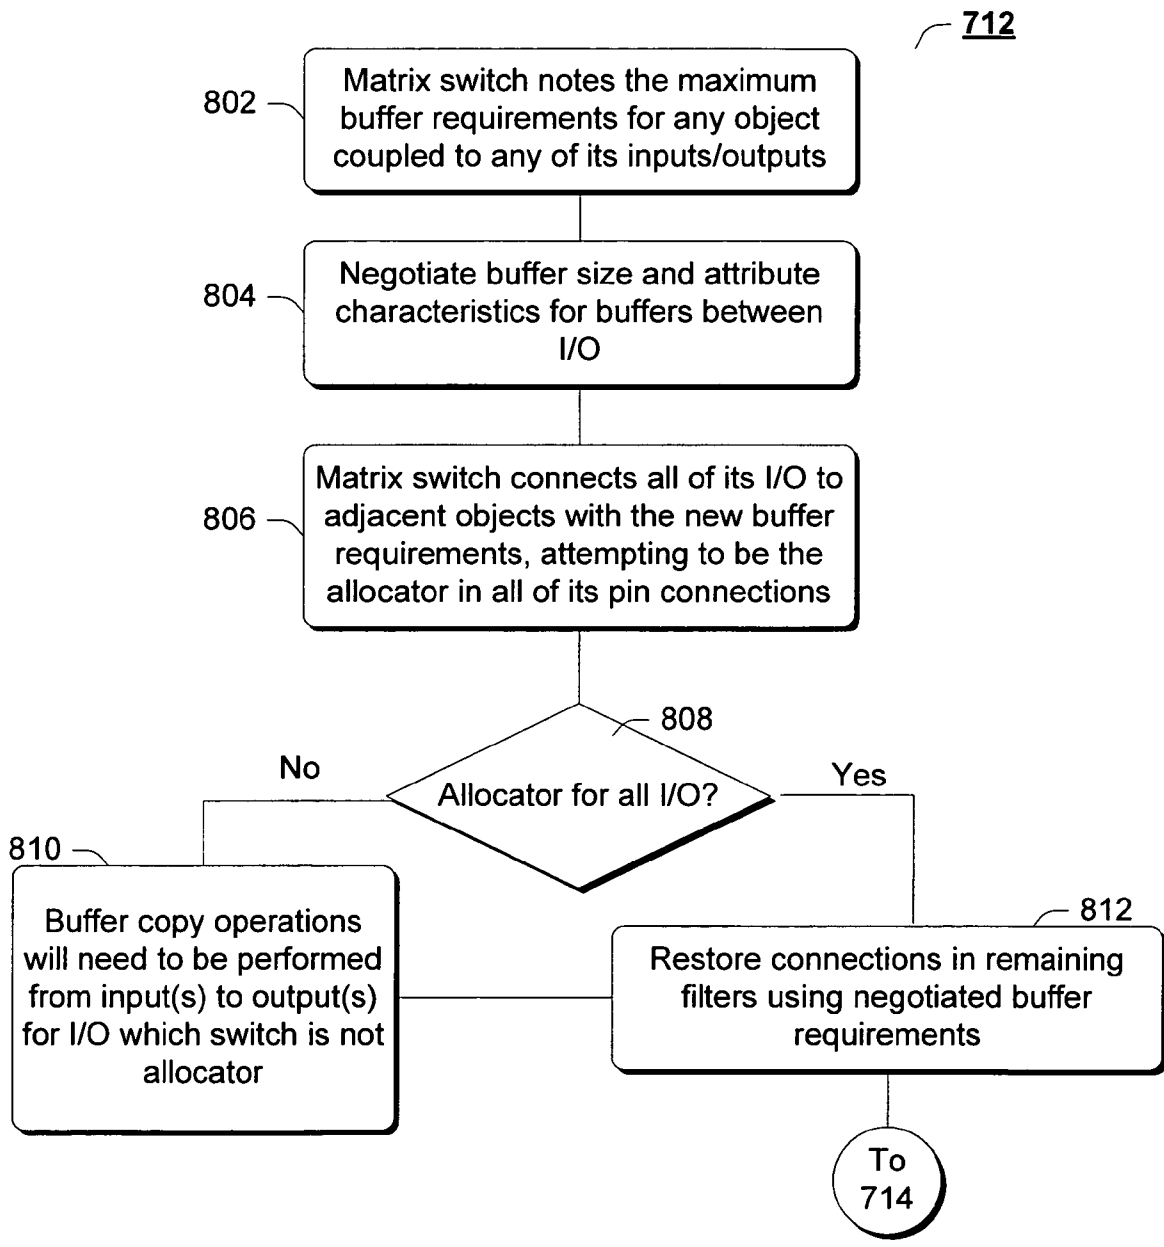 712
802
Matrix switch notes the maximum
buffer requirements for any object
coupled to any of its inputs/outputs
804
Negotiate buffer size and attribute
characteristics for buffers between
I/O
806
Matrix switch connects all of its I/O to
adjacent objects with the new buffer
requirements, attempting to be the
allocator in all of its pin connections
808
No
Allocator for all I/O?
Yes
810
Buffer copy operations
will need to be performed
from input(s) to output(s)
for I/O which switch is not
allocator
812
Restore connections in remaining
filters using negotiated buffer
requirements
To
714